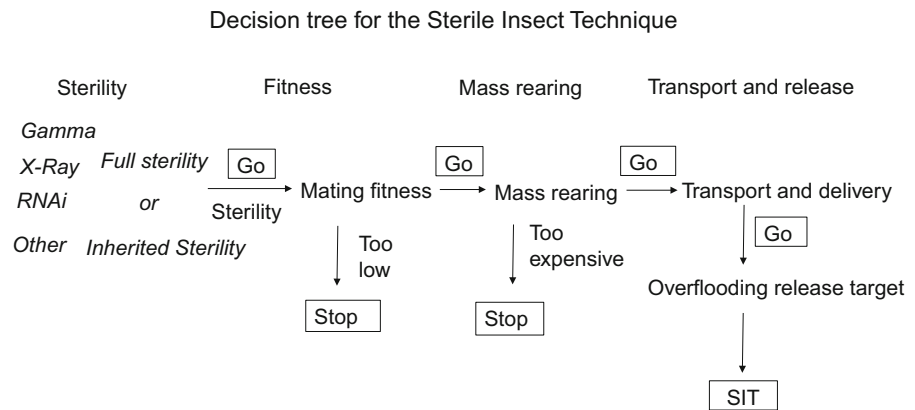 Decision tree for the Sterile Insect Technique
Sterility Fitness Mass rearing Transport and release
Gamma
X-Ray Full sterility Go Go Go
RNAi or Sterility Mating fitness Mass rearing Transport and delivery
Other Inherited Sterility Too low Too expensive Go
Overflooding release target
Stop Stop
SIT